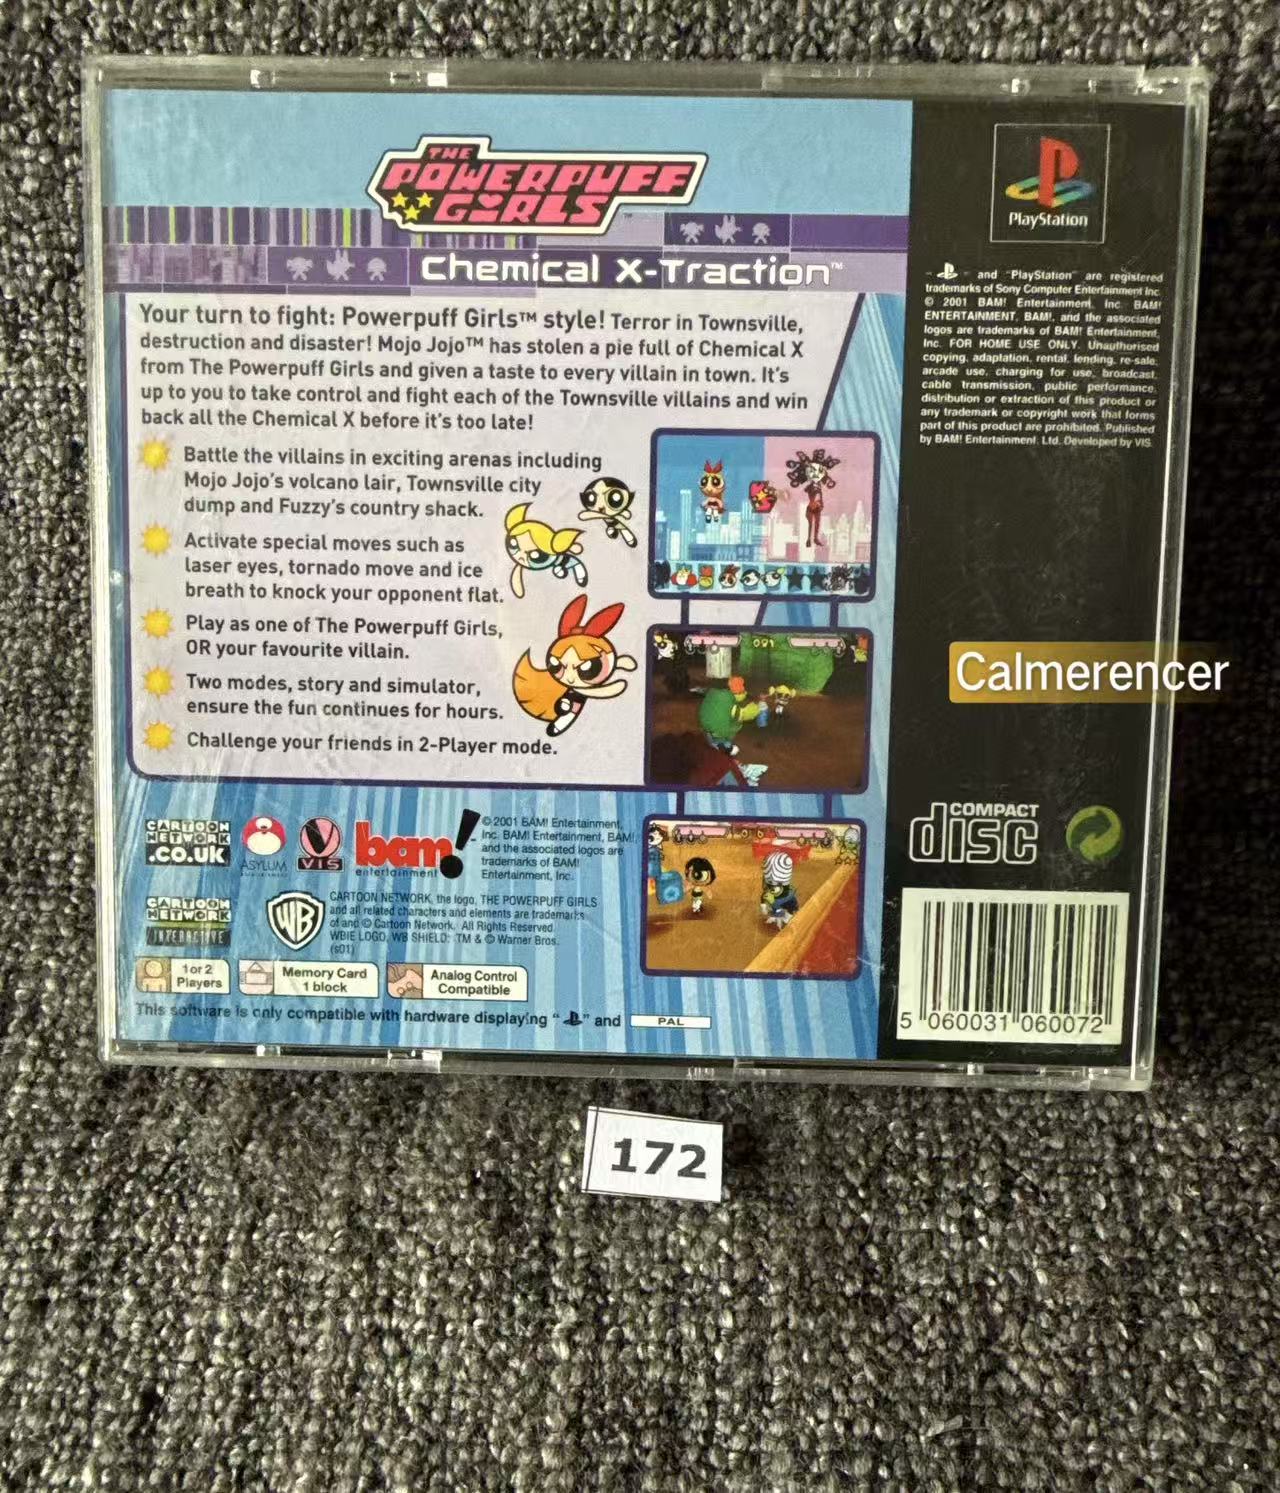 THE
POWERPUFF
GIRLS
Chemical X-Traction™
Your turn to fight: Powerpuff Girls™ style! Terror in Townsville,
destruction and disaster! Mojo Jojo™ has stolen a pie full of Chemical X
from The Powerpuff Girls and given a taste to every villain in town. It's
up to you to take control and fight each of the Townsville villains and win
back all the Chemical X before it's too late!
Battle the villains in exciting arenas including
Mojo Jojo's volcano lair, Townsville city
dump and Fuzzy's country shack.
Activate special moves such as
laser eyes, tornado move and ice
breath to knock your opponent flat.
Play as one of The Powerpuff Girls,
OR your favourite villain.
Two modes, story and simulator,
ensure the fun continues for hours.
Challenge your friends in 2-Player mode.
CARTOON
NETWORK
.CO.UK
ASYLUM
VIS
bam!
entertainment
© 2001 BAM! Entertainment,
Inc. BAM! Entertainment, BAM!,
and the associated logos are
trademarks of BAM!
Entertainment, Inc.
CARTOON
NETWORK
INTERACTIVE
WB
CARTOON NETWORK, the logo, THE POWERPUFF GIRLS
and all related characters and elements are trademarks
of and © Cartoon Network. All Rights Reserved.
WBIE LOGO, WB SHIELD: TM & © Warner Bros.
(s01)
1 or 2
Players
Memory Card
1 block
Analog Control
Compatible
This software is only compatible with hardware displaying " " and PAL
PlayStation
" " and "PlayStation" are registered
trademarks of Sony Computer Entertainment Inc.
© 2001 BAM! Entertainment, Inc. BAM!
ENTERTAINMENT, BAM!, and the associated
logos are trademarks of BAM! Entertainment,
Inc. FOR HOME USE ONLY. Unauthorised
copying, adaptation, rental, lending, re-sale,
arcade use, charging for use, broadcast,
cable transmission, public performance,
distribution or extraction of this product or
any trademark or copyright work that forms
part of this product are prohibited. Published
by BAM! Entertainment. Ltd. Developed by VIS.
Calmerencer
COMPACT
disc
5 060031 060072
172